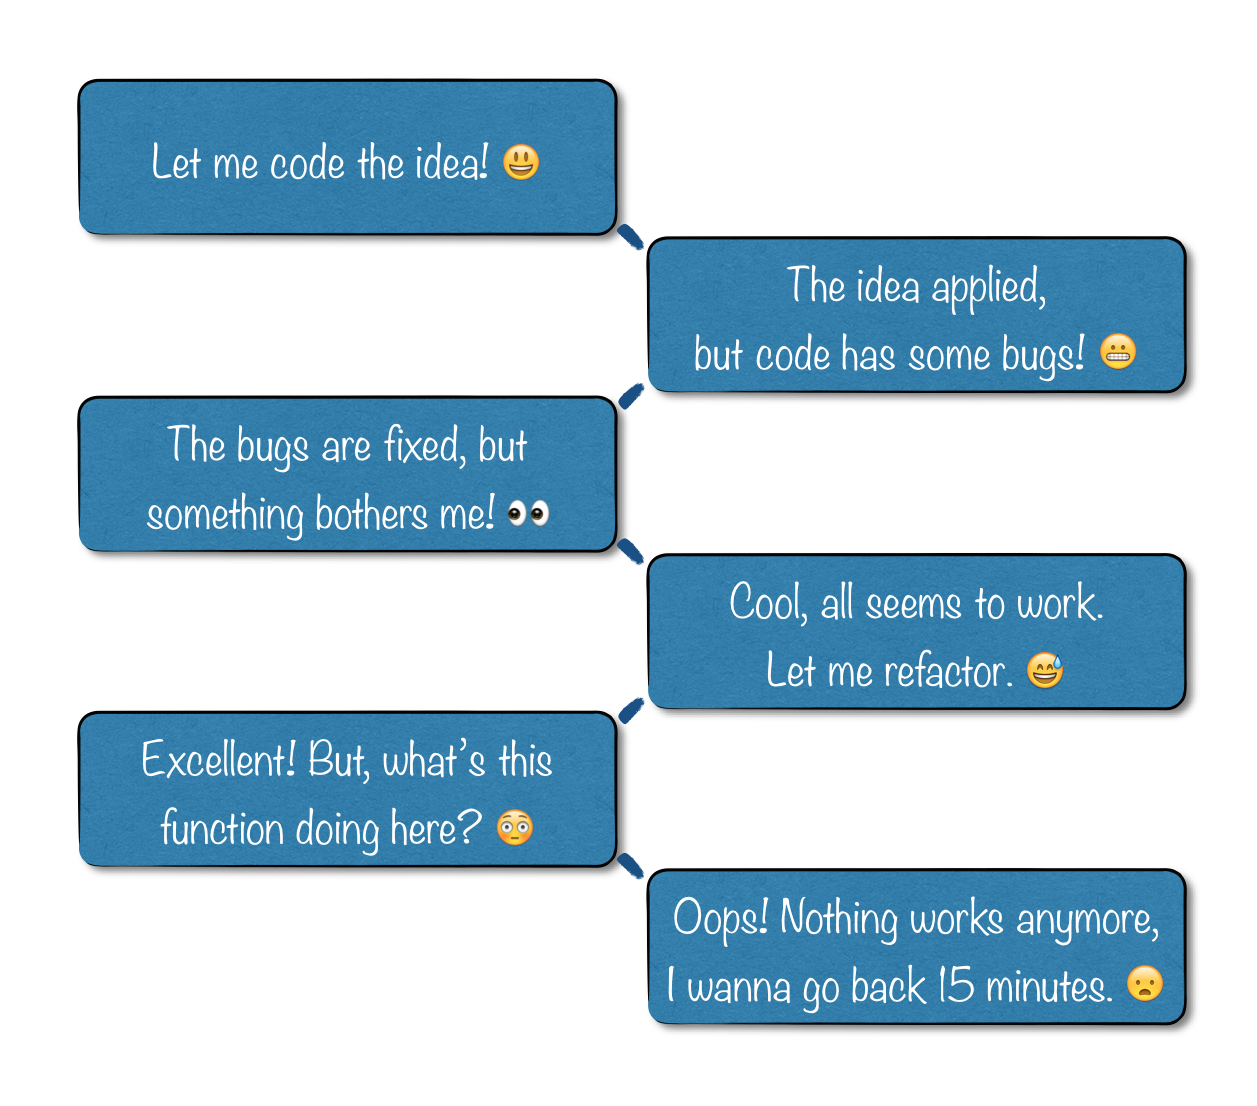 Let me code the idea! 😃
The idea applied,
but code has some bugs! 😬
The bugs are fixed, but
something bothers me! 👀
Cool, all seems to work.
Let me refactor. 😅
Excellent! But, what’s this
function doing here? 😳
Oops! Nothing works anymore,
I wanna go back 15 minutes. 😦